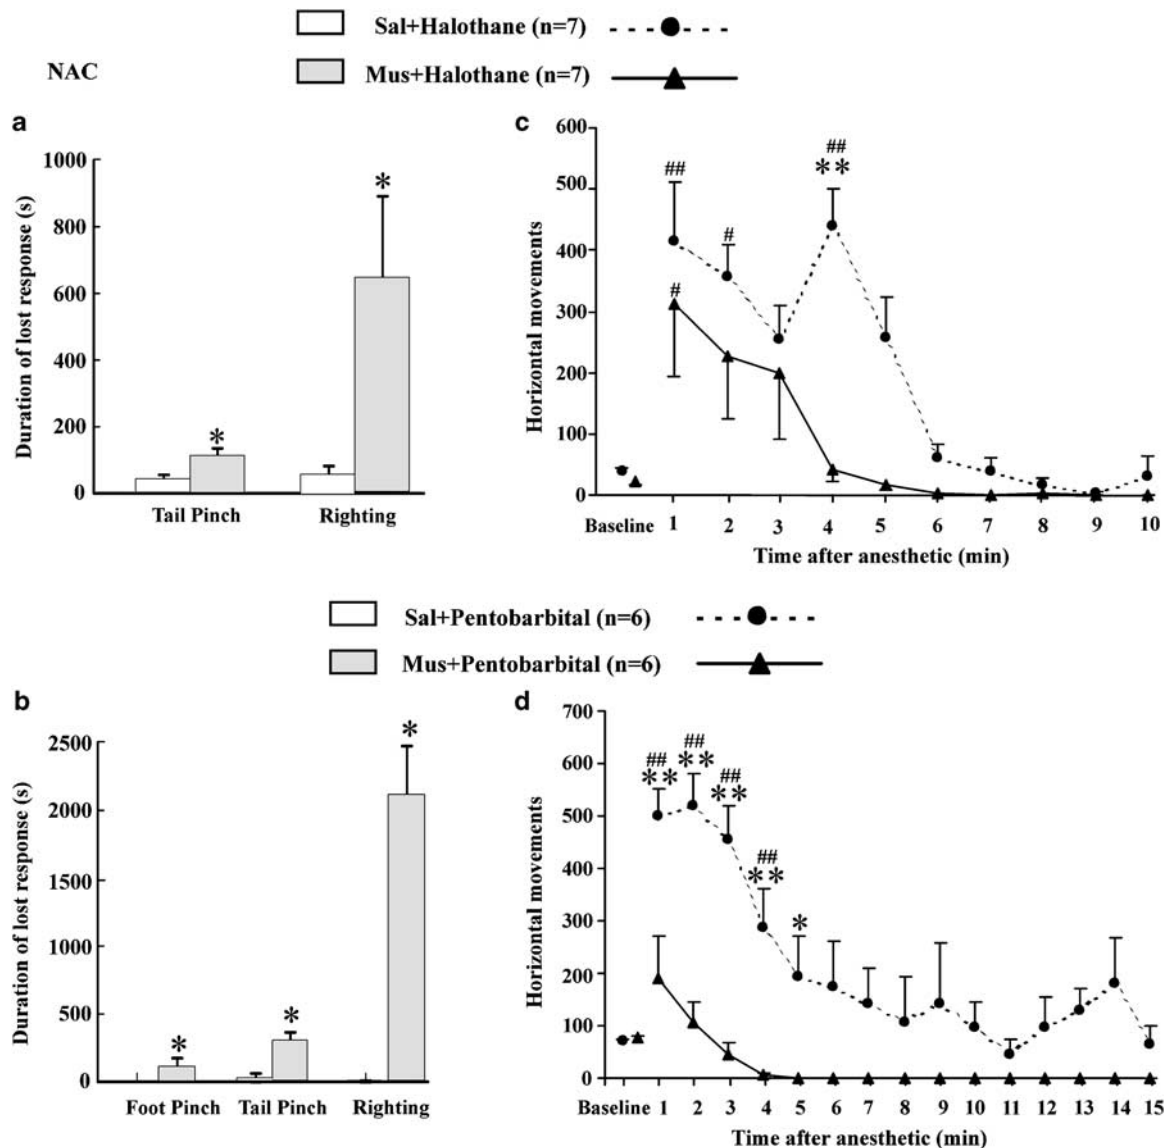 Sal+Halothane (n=7)
NAC
Mus+Halothane (n=7)
a
1000
800
600
400
200
0
Duration of lost response (s)
*
*
Tail Pinch Righting
c
600
500
400
300
200
100
0
Horizontal movements
##
#
##
**
#
Baseline 1 2 3 4 5 6 7 8 9 10
Time after anesthetic (min)
Sal+Pentobarbital (n=6)
Mus+Pentobarbital (n=6)
b
2500
2000
1500
1000
500
0
Duration of lost response (s)
*
*
*
Foot Pinch Tail Pinch Righting
d
700
600
500
400
300
200
100
0
Horizontal movements
##
**
##
**
##
**
##
**
*
Baseline 1 2 3 4 5 6 7 8 9 10 11 12 13 14 15
Time after anesthetic (min)